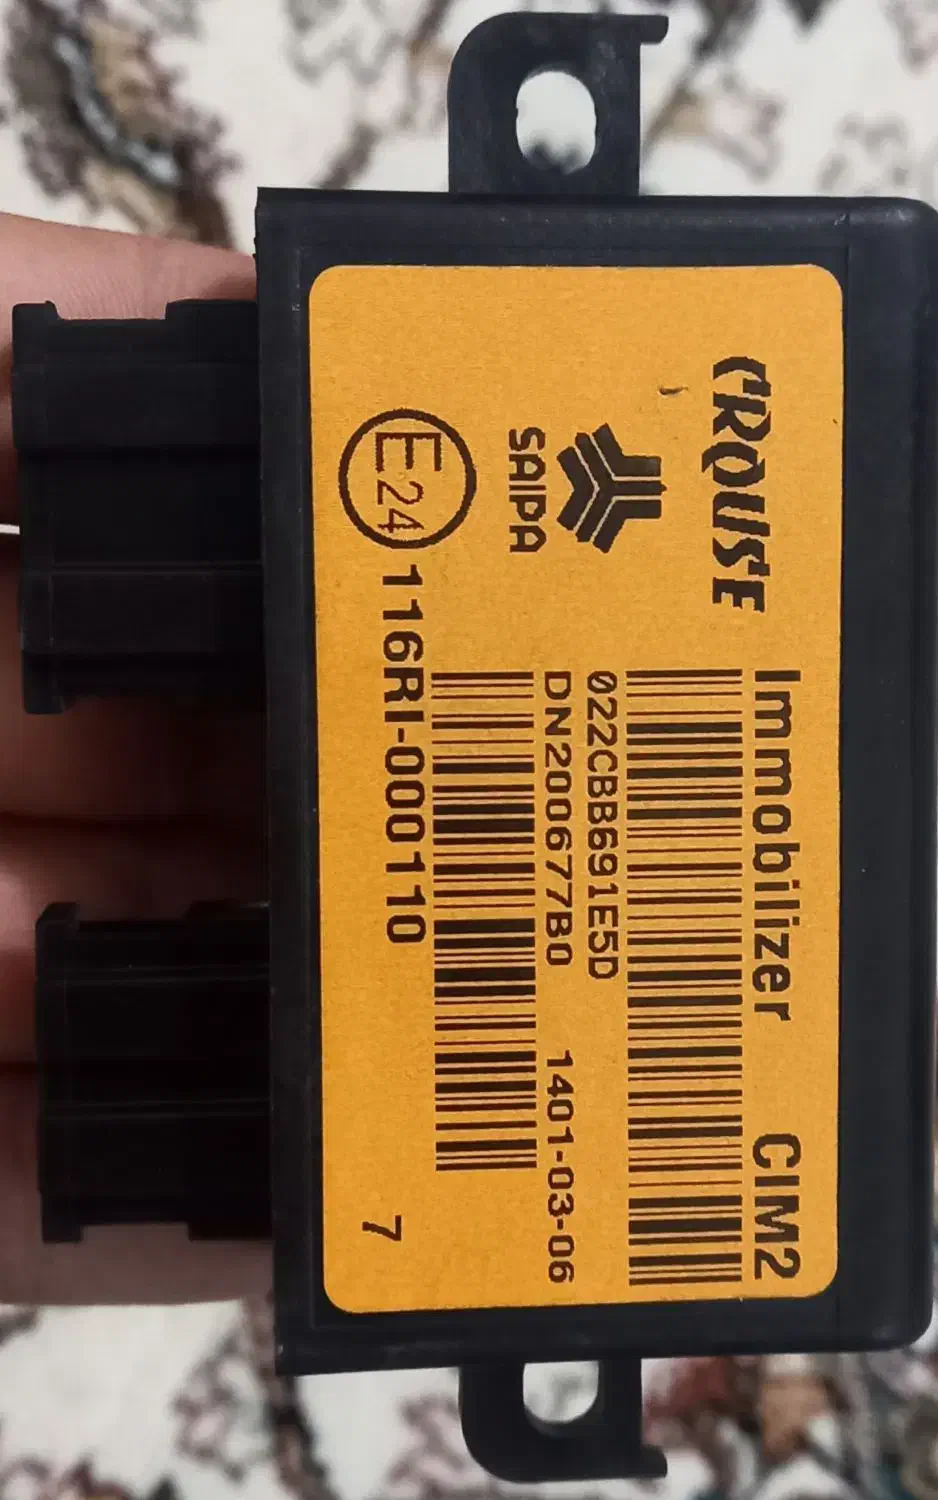 CROUSE
Immobilizer CIM2
022CBB691E5D
DN200677B0 1401-03-06
SAIPA
E24 116RI-000110 7